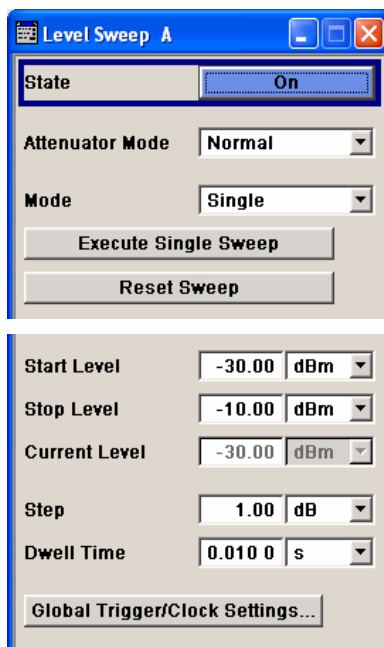 Level Sweep A
State On
Attenuator Mode Normal
Mode Single
Execute Single Sweep
Reset Sweep
Start Level -30.00 dBm
Stop Level -10.00 dBm
Current Level -30.00 dBm
Step 1.00 dB
Dwell Time 0.010 0 s
Global Trigger/Clock Settings...